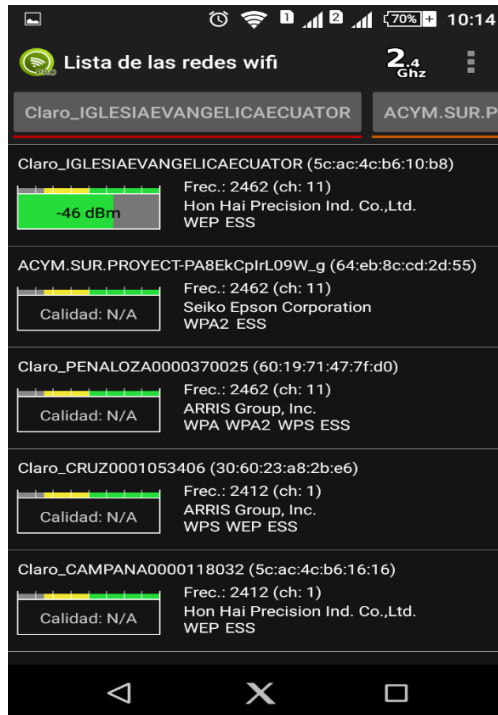 1 2 70% + 10:14
PRO Lista de las redes wifi 2.4 Ghz
Claro_IGLESIAEVANGELICAECUATOR ACYM.SUR.P
Claro_IGLESIAEVANGELICAECUATOR (5c:ac:4c:b6:10:b8)
Frec.: 2462 (ch: 11)
-46 dBm Hon Hai Precision Ind. Co.,Ltd.
WEP ESS
ACYM.SUR.PROYECT-PA8EkCpIrL09W_g (64:eb:8c:cd:2d:55)
Frec.: 2462 (ch: 11)
Calidad: N/A Seiko Epson Corporation
WPA2 ESS
Claro_PENALOZA0000370025 (60:19:71:47:7f:d0)
Frec.: 2462 (ch: 11)
Calidad: N/A ARRIS Group, Inc.
WPA WPA2 WPS ESS
Claro_CRUZ0001053406 (30:60:23:a8:2b:e6)
Frec.: 2412 (ch: 1)
Calidad: N/A ARRIS Group, Inc.
WPS WEP ESS
Claro_CAMPANA0000118032 (5c:ac:4c:b6:16:16)
Frec.: 2412 (ch: 1)
Calidad: N/A Hon Hai Precision Ind. Co.,Ltd.
WEP ESS